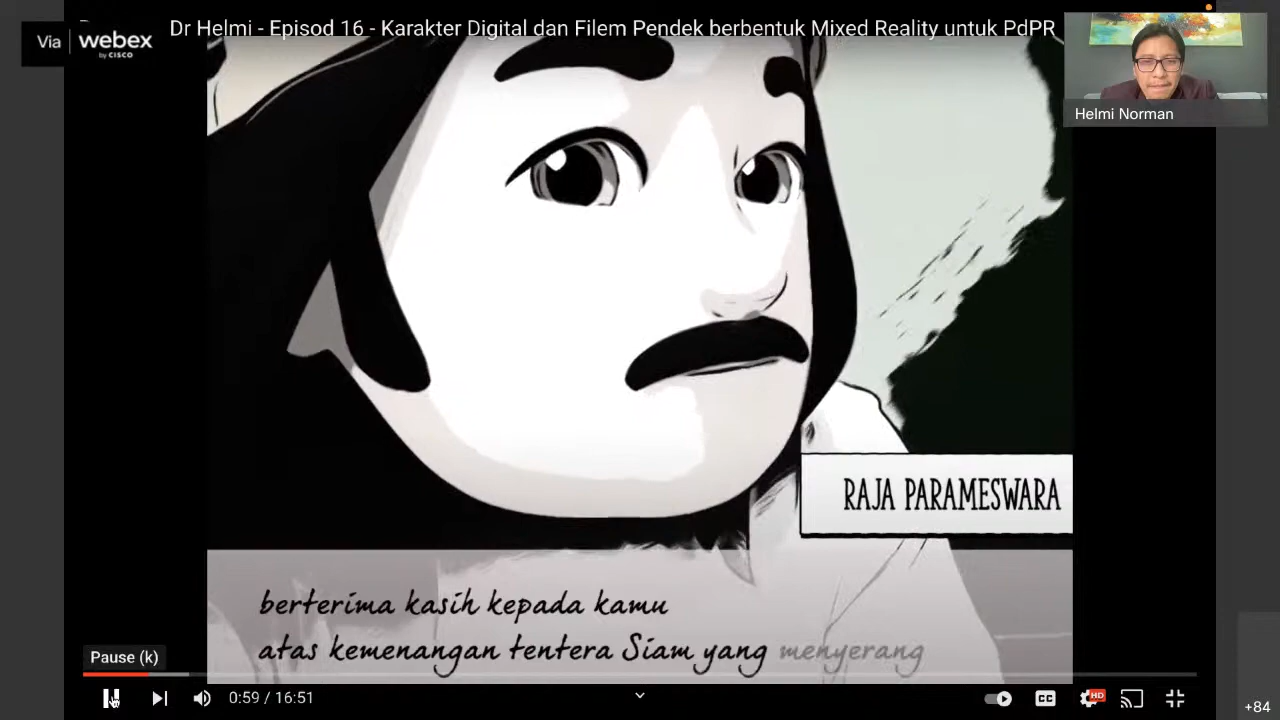 Via webex
by CISCO
Dr Helmi - Episod 16 - Karakter Digital dan Filem Pendek berbentuk Mixed Reality untuk PdPR
Helmi Norman
RAJA PARAMESWARA
berterima kasih kepada kamu
atas kemenangan tentera Siam yang menyerang
Pause (k)
0:59 / 16:51
CC
HD
+84